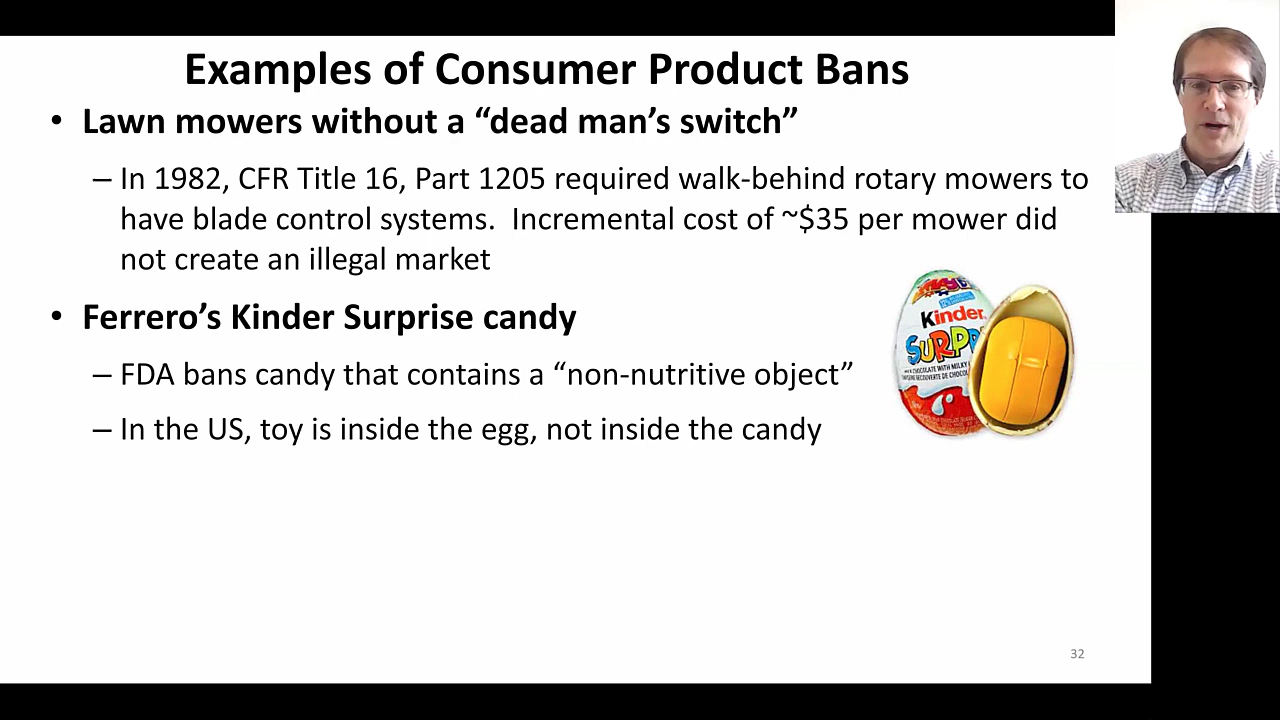 Examples of Consumer Product Bans
• Lawn mowers without a “dead man’s switch”
– In 1982, CFR Title 16, Part 1205 required walk-behind rotary mowers to
have blade control systems.  Incremental cost of ~$35 per mower did
not create an illegal market
• Ferrero’s Kinder Surprise candy
– FDA bans candy that contains a “non-nutritive object”
– In the US, toy is inside the egg, not inside the candy
Kinder
SURPR
32